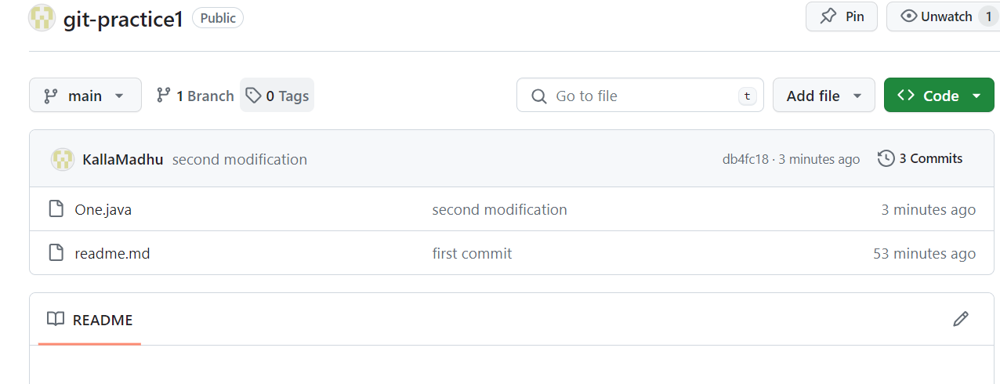 git-practice1 Public Pin Unwatch 1
main 1 Branch 0 Tags Go to file t Add file Code
KallaMadhu second modification db4fc18 · 3 minutes ago 3 Commits
One.java second modification 3 minutes ago
readme.md first commit 53 minutes ago
README